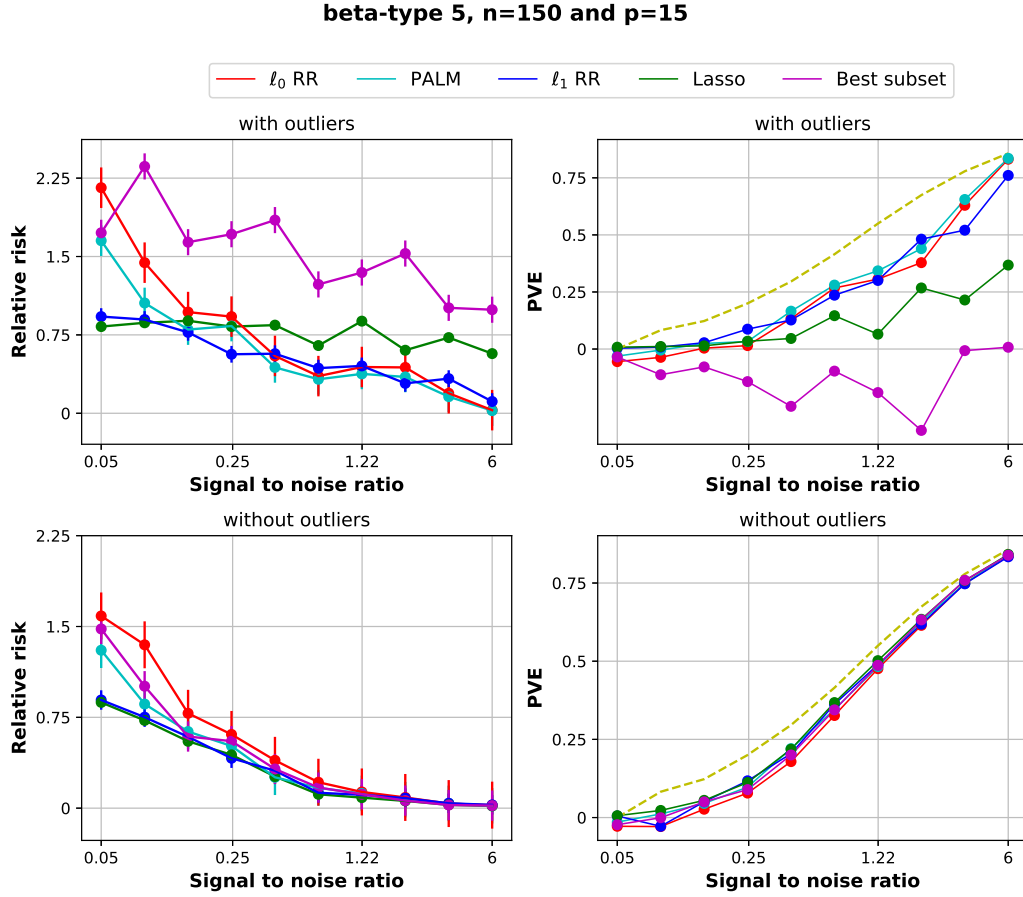 beta-type 5, n=150 and p=15
ℓ0 RR PALM ℓ1 RR Lasso Best subset
with outliers
with outliers
Relative risk
2.25
1.5
0.75
0
0.05 0.25 1.22 6
Signal to noise ratio
PVE
0.75
0.5
0.25
0
0.05 0.25 1.22 6
Signal to noise ratio
without outliers
without outliers
Relative risk
2.25
1.5
0.75
0
0.05 0.25 1.22 6
Signal to noise ratio
PVE
0.75
0.5
0.25
0
0.05 0.25 1.22 6
Signal to noise ratio